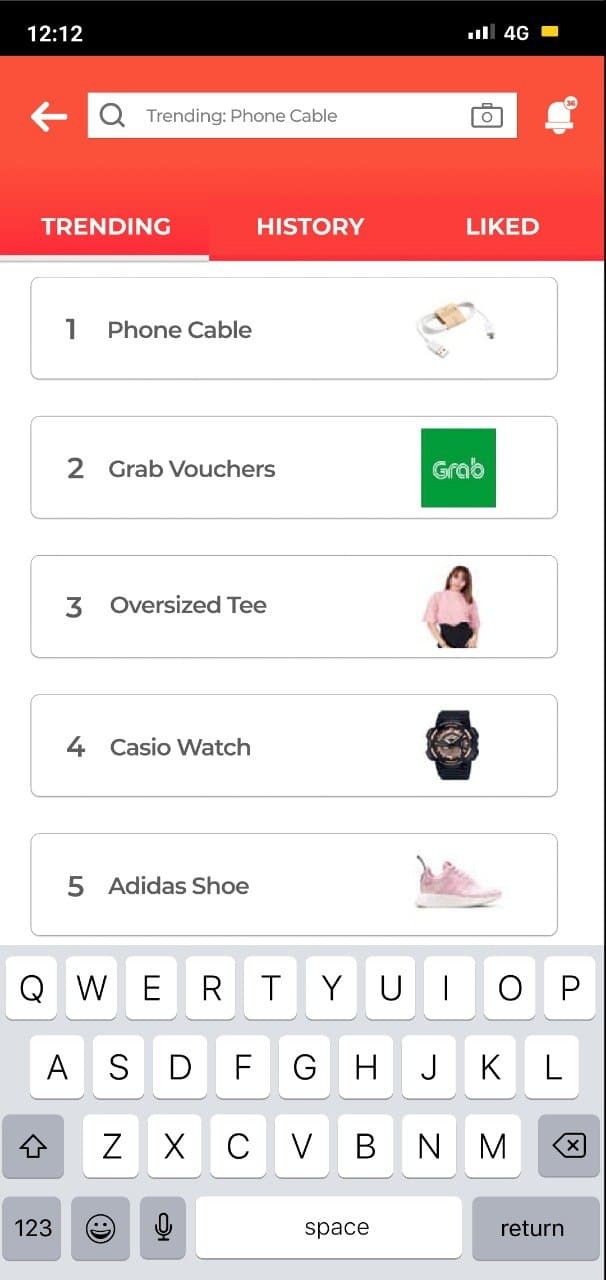 12:12
4G
Trending: Phone Cable
36
TRENDING HISTORY LIKED
1 Phone Cable
2 Grab Vouchers
Grab
3 Oversized Tee
4 Casio Watch
5 Adidas Shoe
Q W E R T Y U I O P
A S D F G H J K L
Z X C V B N M
123 space return